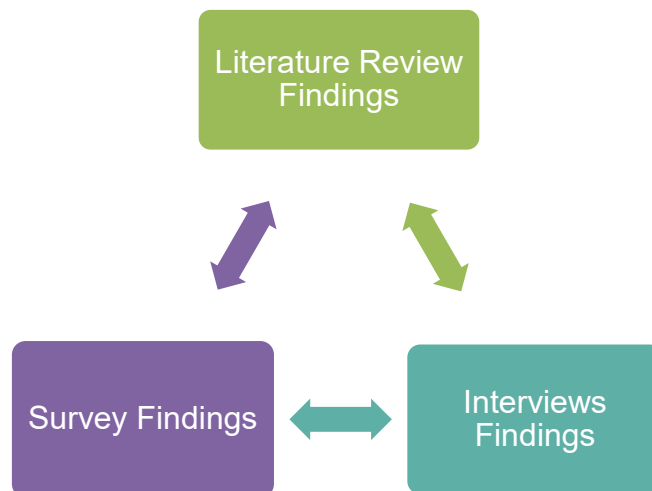 Literature Review
Findings
Survey Findings
Interviews
Findings